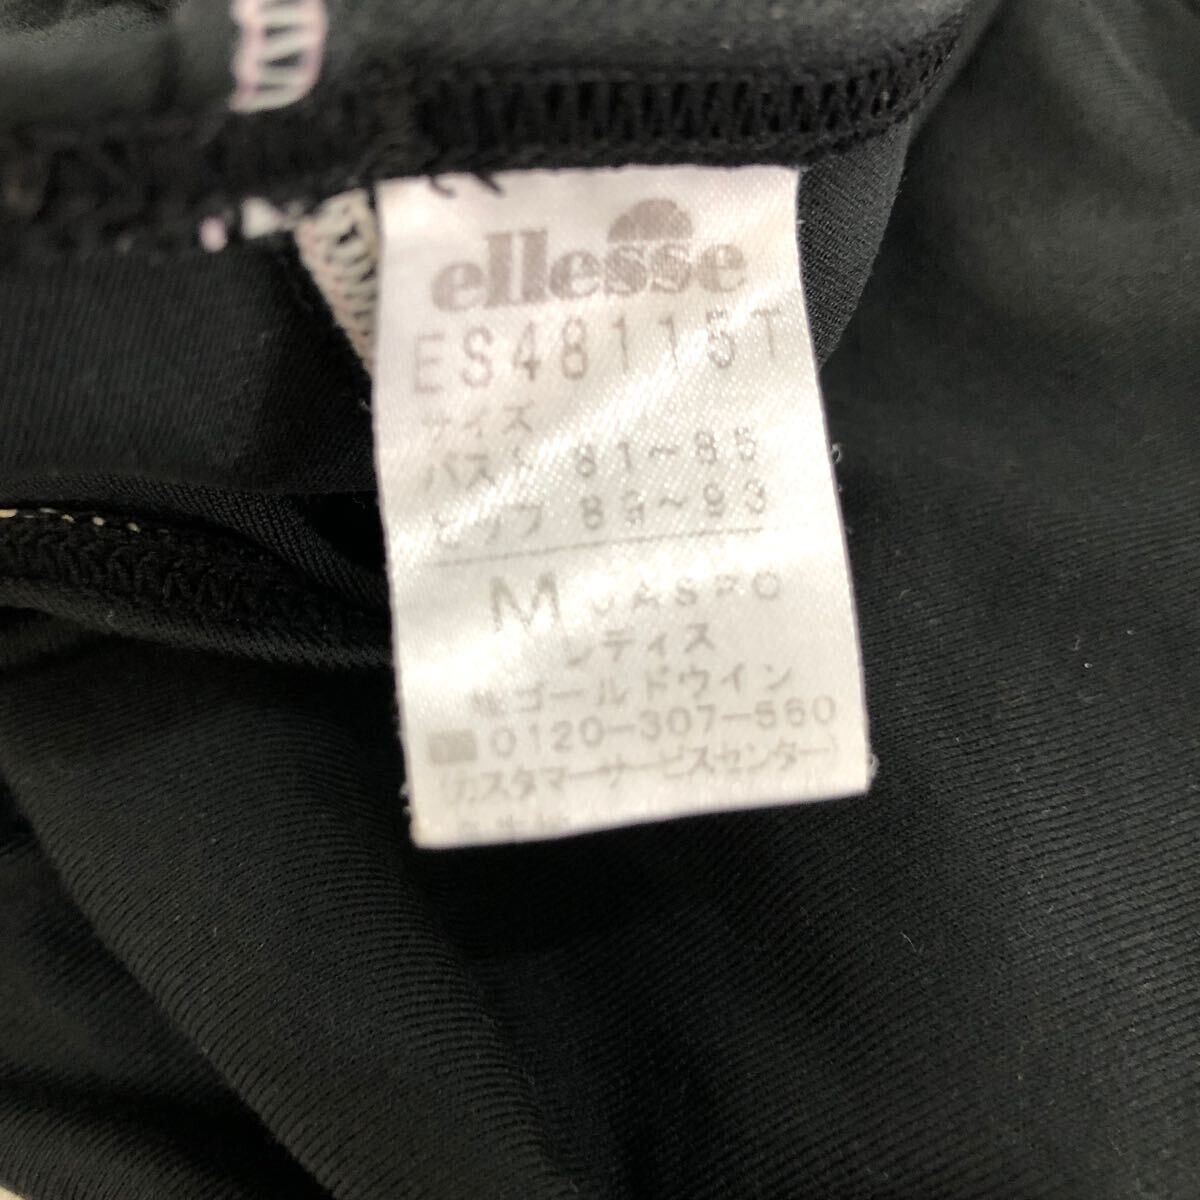 ellesse
ES48115T
サイズ
バスト 81~85
ヒップ 89~93
M JASPO
レディス
㈱ゴールドウイン
0120-307-560
(カスタマーサービスセンター)